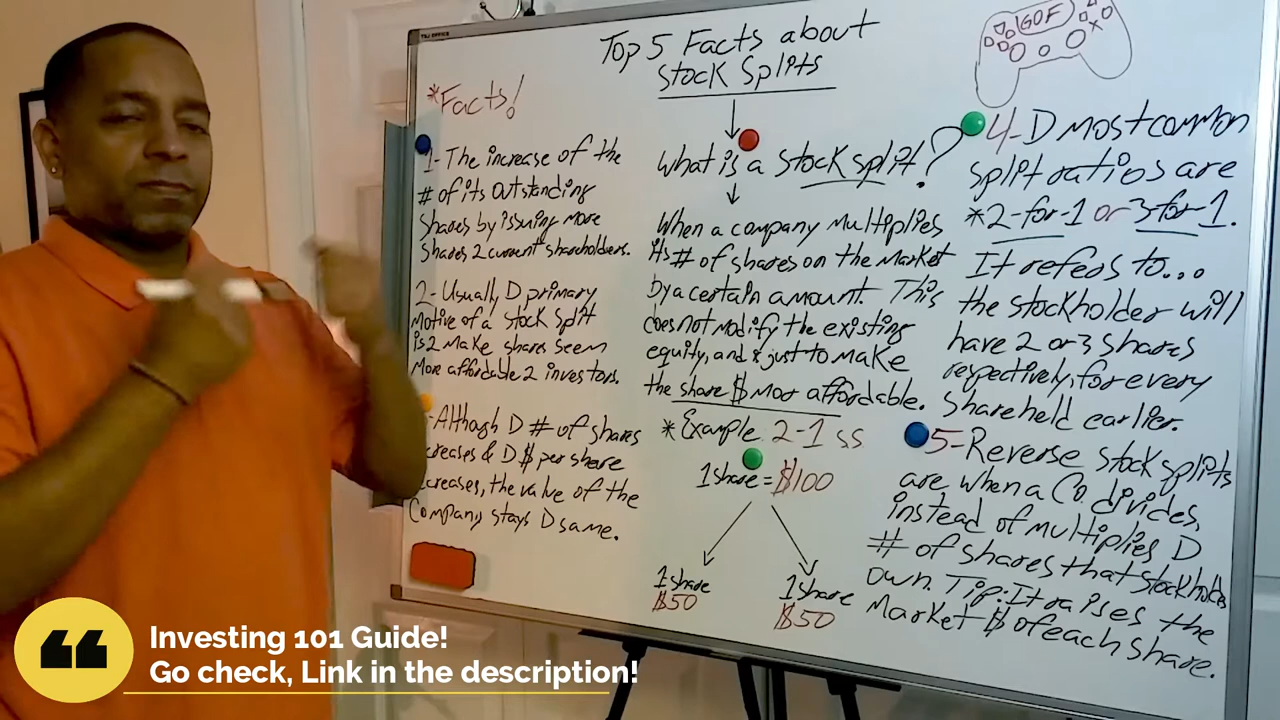 T&J OFFICE
Top 5 Facts about
Stock Splits
GOF
*Facts!
1- The increase of the
# of its outstanding
shares by issuing more
shares 2 current shareholders.
2- Usually D primary
Motive of a stock split
is 2 make shares seem
More affordable 2 investors.
-Although D # of shares
creases & D $ per share
creases, the value of the
Company stays D same.
What is a Stock split?
When a company multiplies
its # of shares on the market
by a certain amount. This
does not modify the existing
equity, and is just to make
the share $ mor affordable.
*Example 2-1 ss
1 share = $100
1 share
$50
1 share
$50
4- D most common
split ratios are
*2-for-1 or 3-for-1.
It refers to...
the stockholder will
have 2 or 3 shares
respectively, for every
share held earlier.
5-Reverse stock splits
are when a Co divides,
instead of multiplies D
# of shares that stockholders
own. Tip: It raises the
Market $ of each share.
Investing 101 Guide!
Go check, Link in the description!